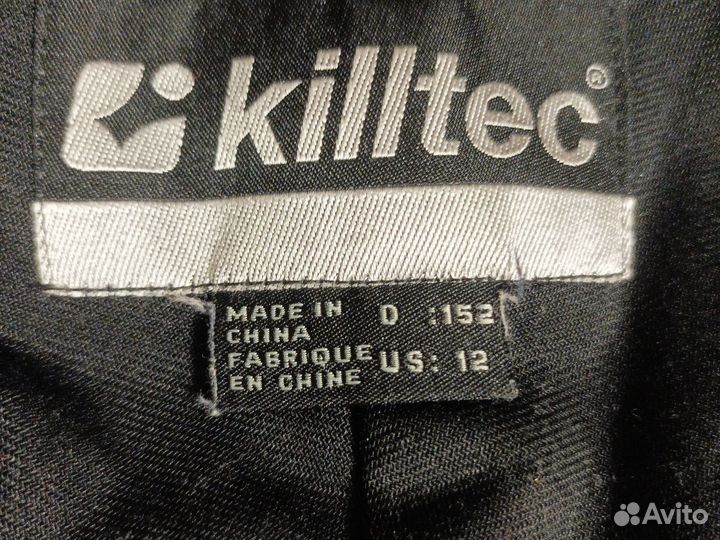 killtec®
MADE IN CHINA
FABRIQUE EN CHINE
D :152
US: 12
Avito